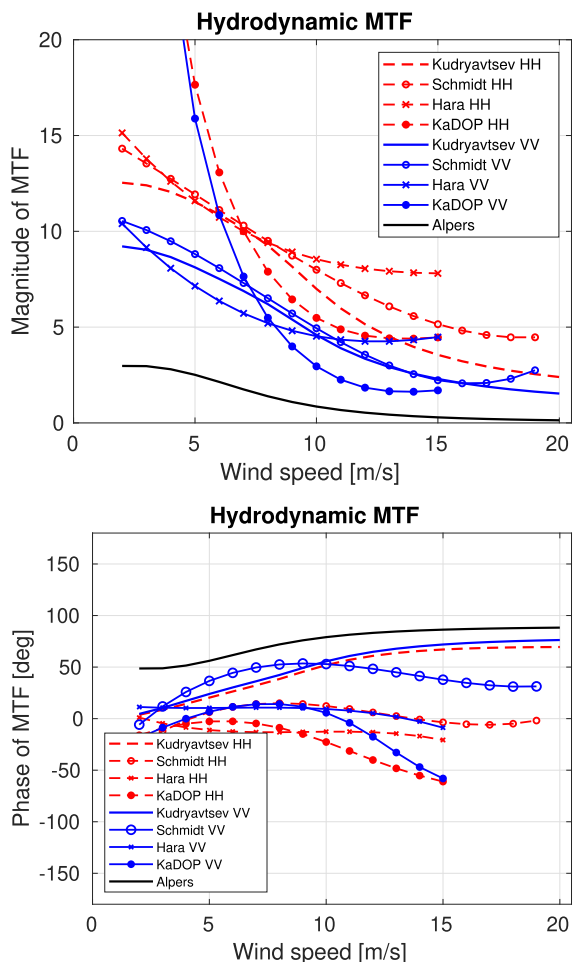 Hydrodynamic MTF
20
15
10
5
0
Magnitude of MTF
Kudryavtsev HH
Schmidt HH
Hara HH
KaDOP HH
Kudryavtsev VV
Schmidt VV
Hara VV
KaDOP VV
Alpers
0 5 10 15 20
Wind speed [m/s]
Hydrodynamic MTF
150
100
50
0
-50
-100
-150
Phase of MTF [deg]
Kudryavtsev HH
Schmidt HH
Hara HH
KaDOP HH
Kudryavtsev VV
Schmidt VV
Hara VV
KaDOP VV
Alpers
0 5 10 15 20
Wind speed [m/s]